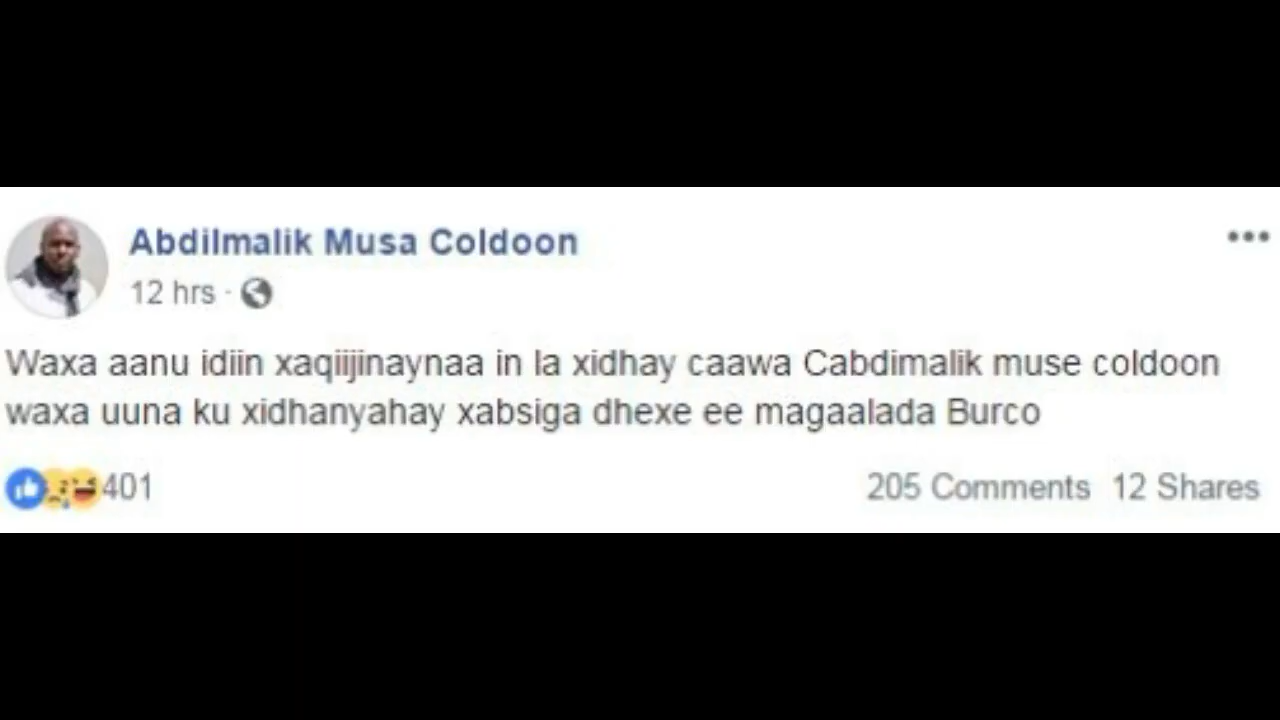 Abdilmalik Musa Coldoon
12 hrs ·
Waxa aanu idiin xaqiijinaynaa in la xidhay caawa Cabdimalik muse coldoon
waxa uuna ku xidhanyahay xabsiga dhexe ee magaalada Burco
401 205 Comments 12 Shares